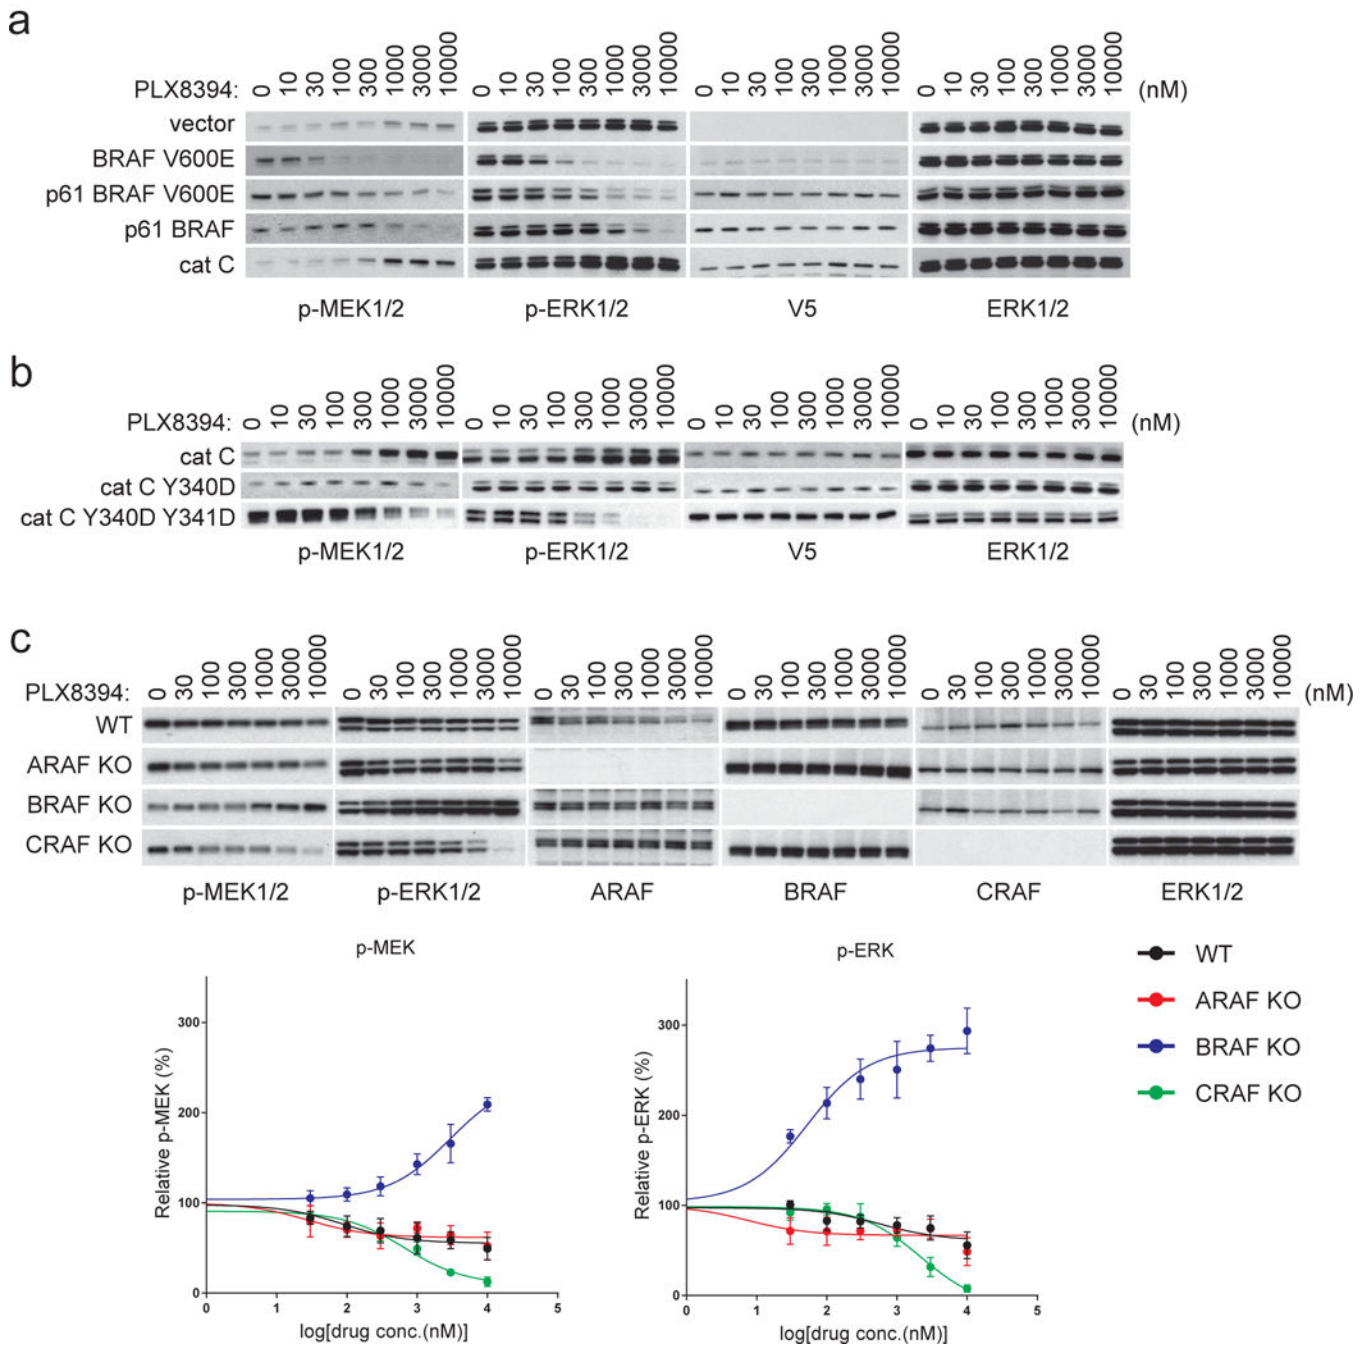 a
PLX8394: 0 10 30 100 300 1000 3000 10000 0 10 30 100 300 1000 3000 10000 0 10 30 100 300 1000 3000 10000 0 10 30 100 300 1000 3000 10000 (nM)
vector
BRAF V600E
p61 BRAF V600E
p61 BRAF
cat C
p-MEK1/2 p-ERK1/2 V5 ERK1/2
b
PLX8394: 0 10 30 100 300 1000 3000 10000 0 10 30 100 300 1000 3000 10000 0 10 30 100 300 1000 3000 10000 0 10 30 100 300 1000 3000 10000 (nM)
cat C
cat C Y340D
cat C Y340D Y341D
p-MEK1/2 p-ERK1/2 V5 ERK1/2
c
PLX8394: 0 30 100 300 1000 3000 10000 0 30 100 300 1000 3000 10000 0 30 100 300 1000 3000 10000 0 30 100 300 1000 3000 10000 0 30 100 300 1000 3000 10000 0 30 100 300 1000 3000 10000 (nM)
WT
ARAF KO
BRAF KO
CRAF KO
p-MEK1/2 p-ERK1/2 ARAF BRAF CRAF ERK1/2
p-MEK
Relative p-MEK (%)
300
200
100
0
0 1 2 3 4 5
log[drug conc.(nM)]
p-ERK
Relative p-ERK (%)
300
200
100
0
0 1 2 3 4 5
log[drug conc.(nM)]
WT
ARAF KO
BRAF KO
CRAF KO